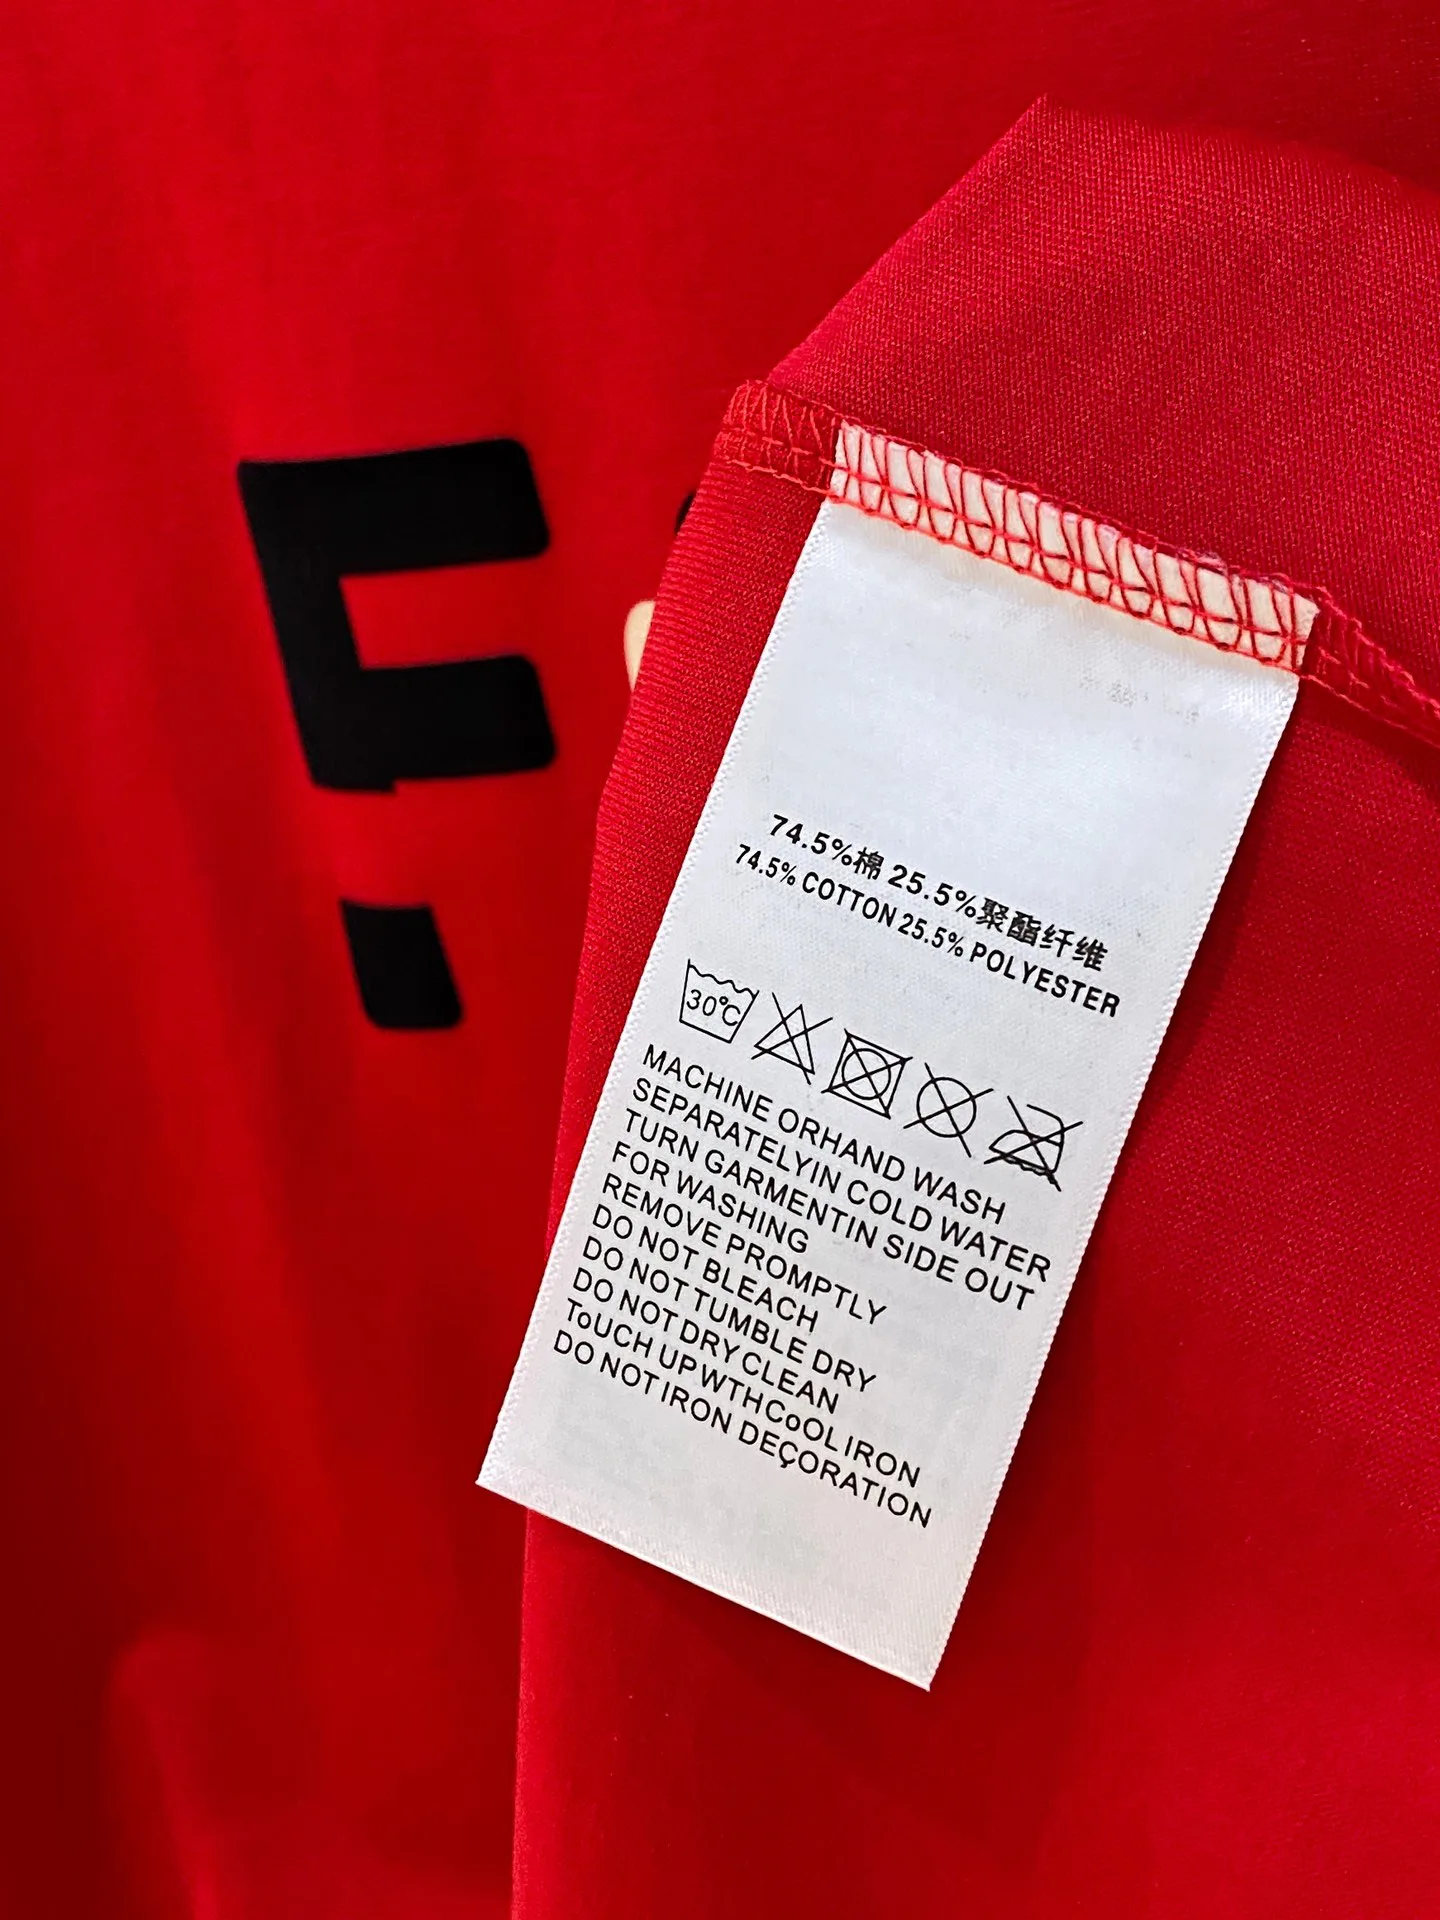 74.5%棉 25.5%聚酯纤维
74.5% COTTON 25.5% POLYESTER
30℃
MACHINE ORHAND WASH
SEPARATELYIN COLD WATER
TURN GARMENTIN SIDE OUT
FOR WASHING
REMOVE PROMPTLY
DO NOT BLEACH
DO NOT TUMBLE DRY
DO NOT DRY CLEAN
ToUCH UP WTH CoOL IRON
DO NOT IRON DEÇORATION